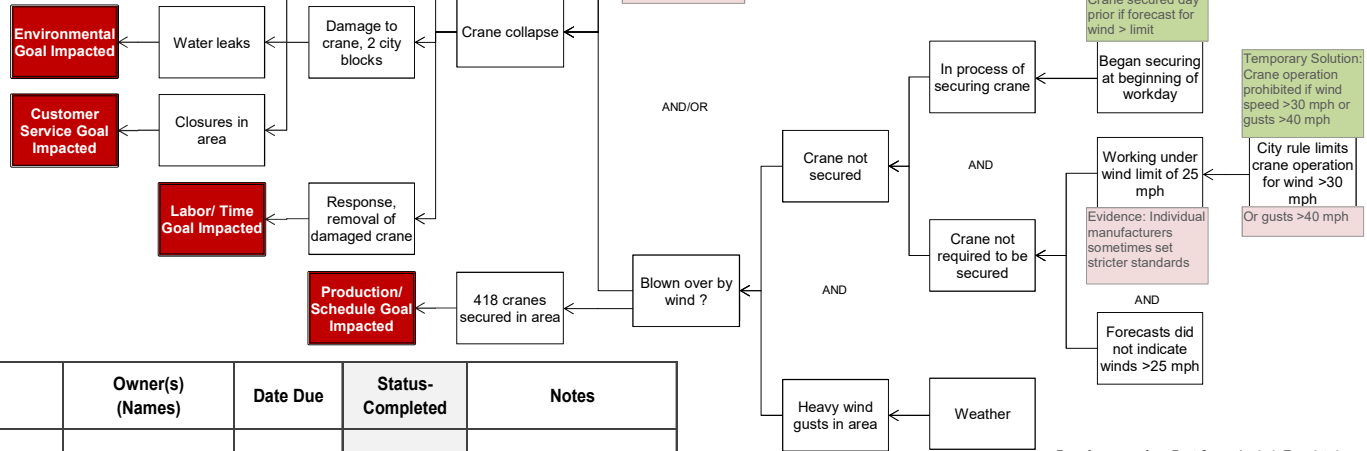 Crane secured day
prior if forecast for
wind > limit
Environmental
Goal Impacted
Water leaks
Damage to
crane, 2 city
blocks
Crane collapse
In process of
securing crane
Began securing
at beginning of
workday
Temporary Solution:
Crane operation
prohibited if wind
speed >30 mph or
gusts >40 mph
Customer
Service Goal
Impacted
Closures in
area
AND/OR
Crane not
secured
AND
Working under
wind limit of 25
mph
City rule limits
crane operation
for wind >30
mph
Evidence: Individual
manufacturers
sometimes set
stricter standards
Or gusts >40 mph
Labor/ Time
Goal Impacted
Response,
removal of
damaged crane
Crane not
required to be
secured
Production/
Schedule Goal
Impacted
418 cranes
secured in area
Blown over by
wind ?
AND
AND
Forecasts did
not indicate
winds >25 mph
Heavy wind
gusts in area
Weather
Owner(s)
(Names)
Date Due
Status-
Completed
Notes